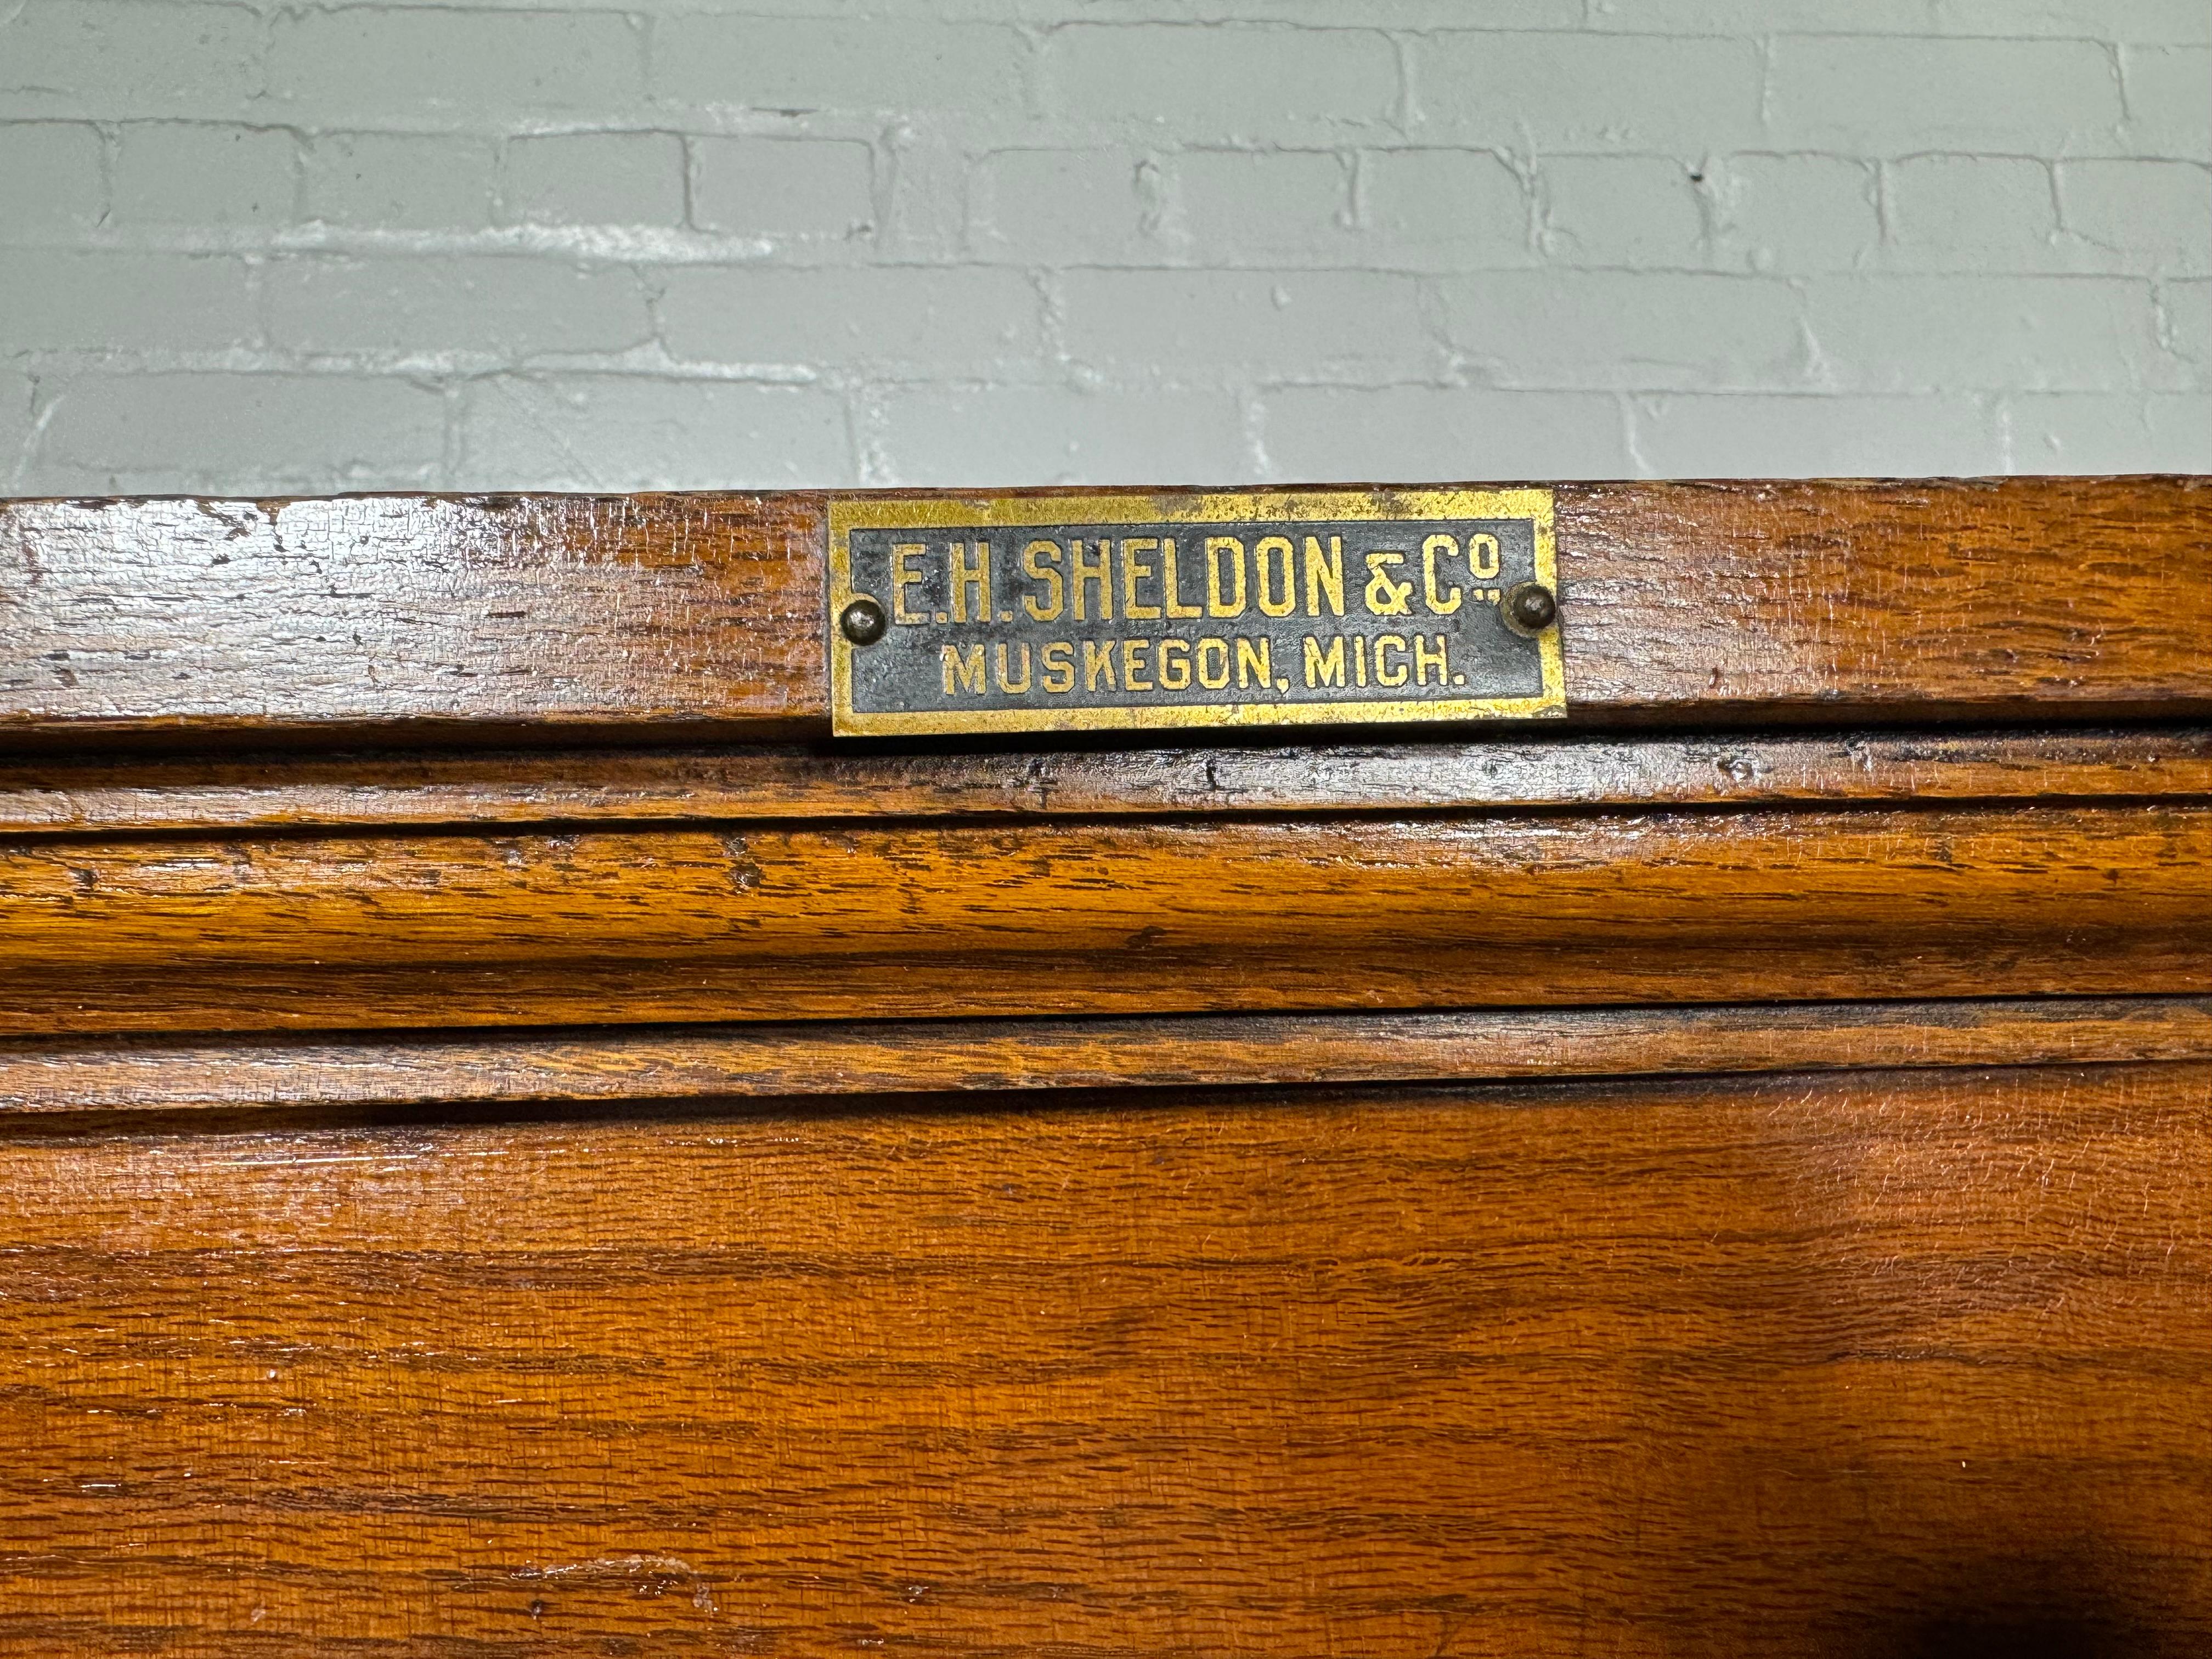 E.H. SHELDON & Co.
MUSKEGON, MICH.